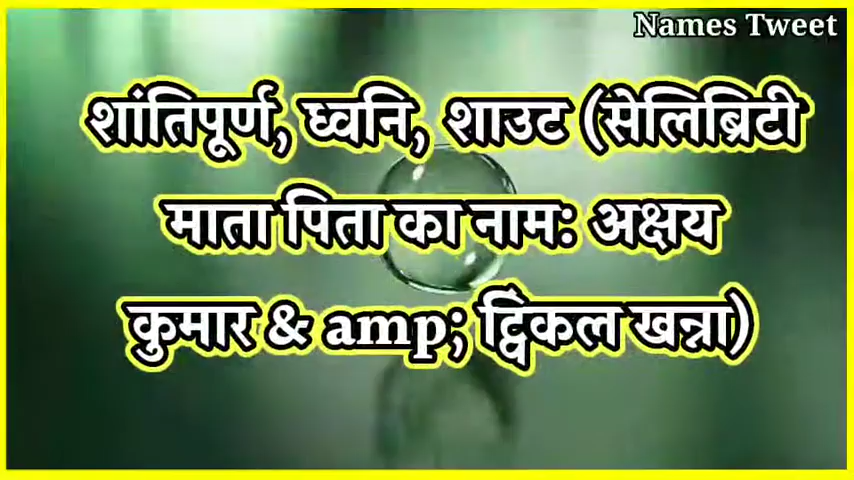 Names Tweet
शांतिपूर्ण, ध्वनि, शाउट (सेलिब्रिटी
माता पिता का नाम: अक्षय
कुमार & amp; ट्विंकल खन्ना)